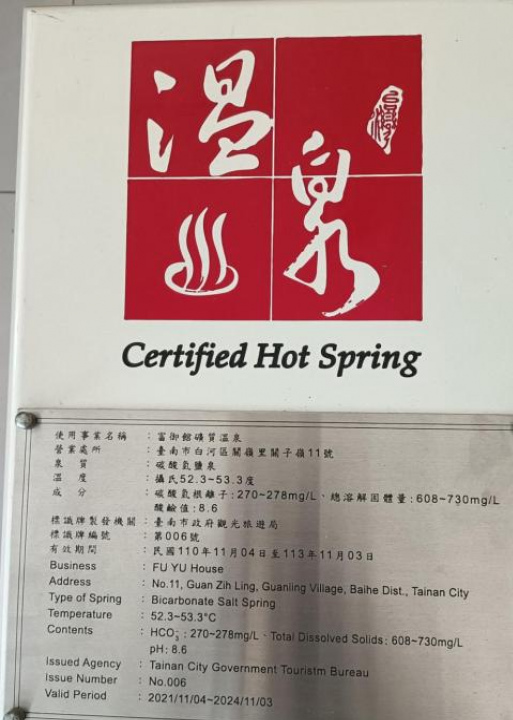 溫泉
臺灣
Certified Hot Spring
使用事業名稱：富御館礦質溫泉
營業處所：臺南市白河區關嶺里關子嶺11號
泉質：碳酸氫鹽泉
溫度：攝氏52.3~53.3度
成分：碳酸氫根離子:270~278mg/L、總溶解固體量:608~730mg/L
酸鹼值:8.6
標識牌製發機關：臺南市政府觀光旅遊局
標識牌編號：第006號
有效期間：民國110年11月04日至113年11月03日
Business : FU YU House
Address : No.11, Guan Zih Ling, Guanling Village, Baihe Dist., Tainan City
Type of Spring : Bicarbonate Salt Spring
Temperature : 52.3~53.3°C
Contents : HCO₃⁻ : 270~278mg/L、Total Dissolved Solids: 608~730mg/L
pH: 8.6
Issued Agency : Tainan City Government Touristm Bureau
Issue Number : No.006
Valid Period : 2021/11/04~2024/11/03